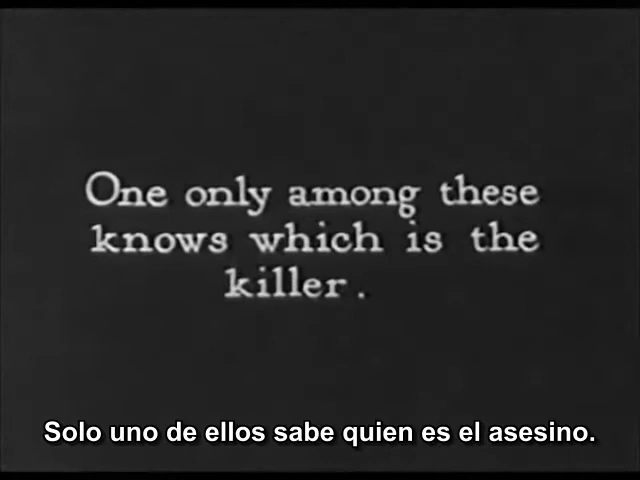 One only among these
knows which is the
killer.
Solo uno de ellos sabe quien es el asesino.